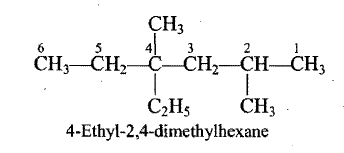 CH₃
6 5 4 3 2 1
CH₃—CH₂—C—CH₂—CH—CH₃
C₂H₅ CH₃
4-Ethyl-2,4-dimethylhexane